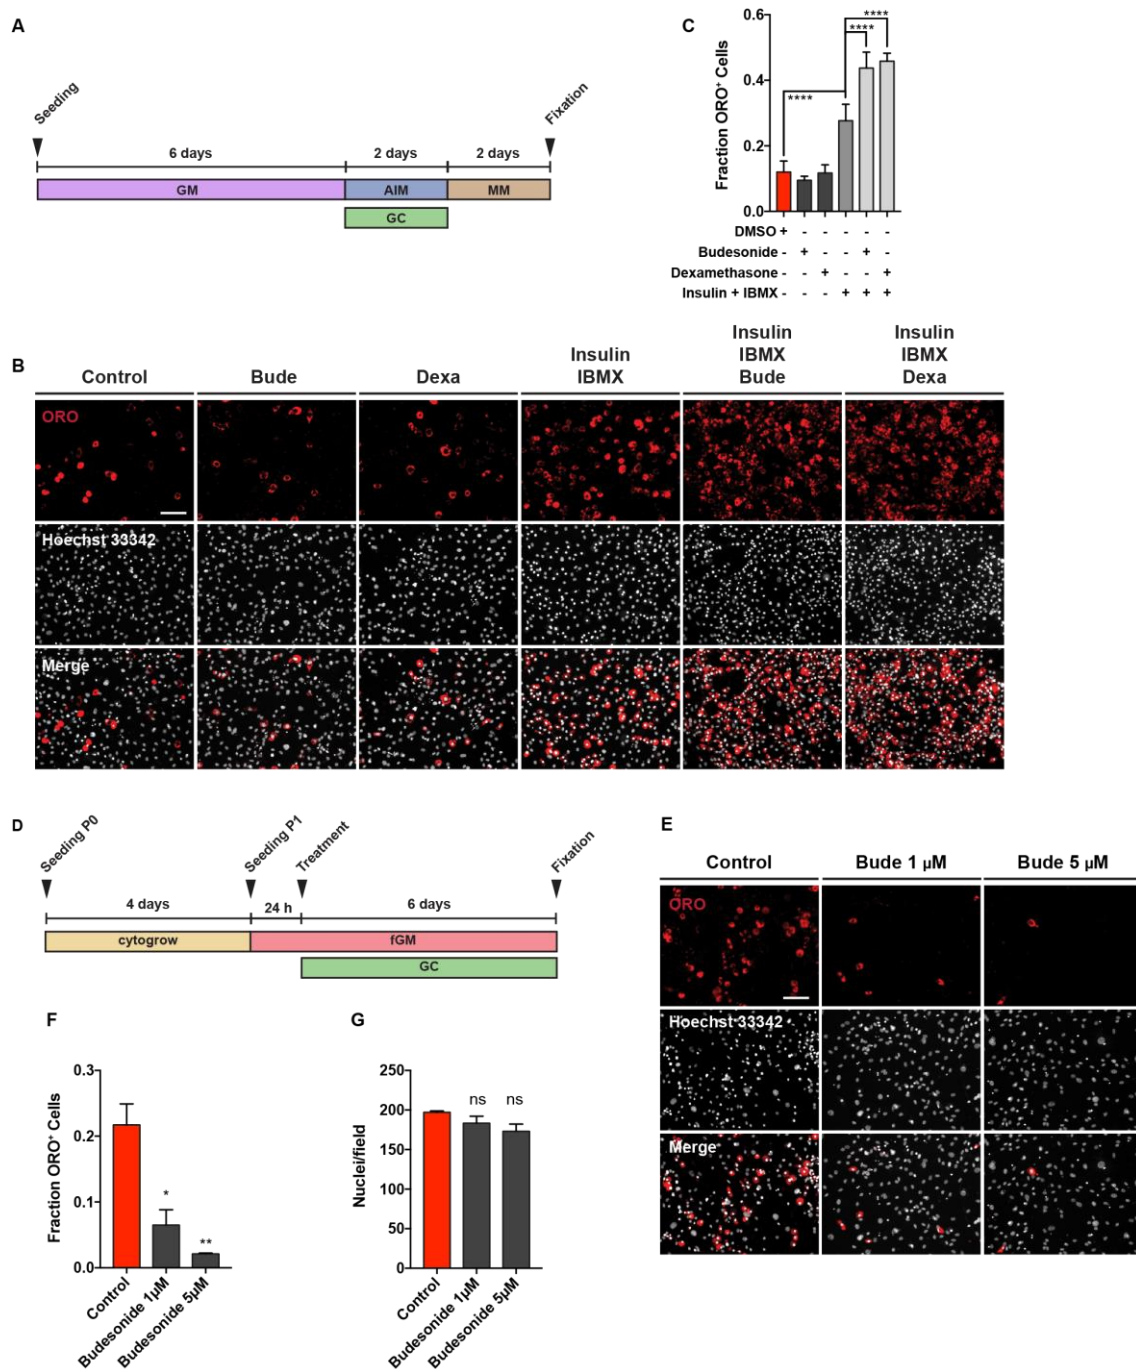 A
Seeding
Fixation
6 days
2 days
2 days
GM
AIM
MM
GC
C
Fraction ORO⁺ Cells
0.6
0.4
0.2
0.0
****
****
****
DMSO + - - - - -
Budesonide - + - - + -
Dexamethasone - - + - - +
Insulin + IBMX - - - + + +
B
Control
Bude
Dexa
Insulin
IBMX
Insulin
IBMX
Bude
Insulin
IBMX
Dexa
ORO
Hoechst 33342
Merge
D
Seeding P0
Seeding P1
Treatment
Fixation
4 days
24 h
6 days
cytogrow
fGM
GC
E
Control
Bude 1 µM
Bude 5 µM
ORO
Hoechst 33342
Merge
F
Fraction ORO⁺ Cells
0.3
0.2
0.1
0.0
*
**
Control
Budesonide 1µM
Budesonide 5µM
G
Nuclei/field
250
200
150
100
50
0
ns
ns
Control
Budesonide 1µM
Budesonide 5µM